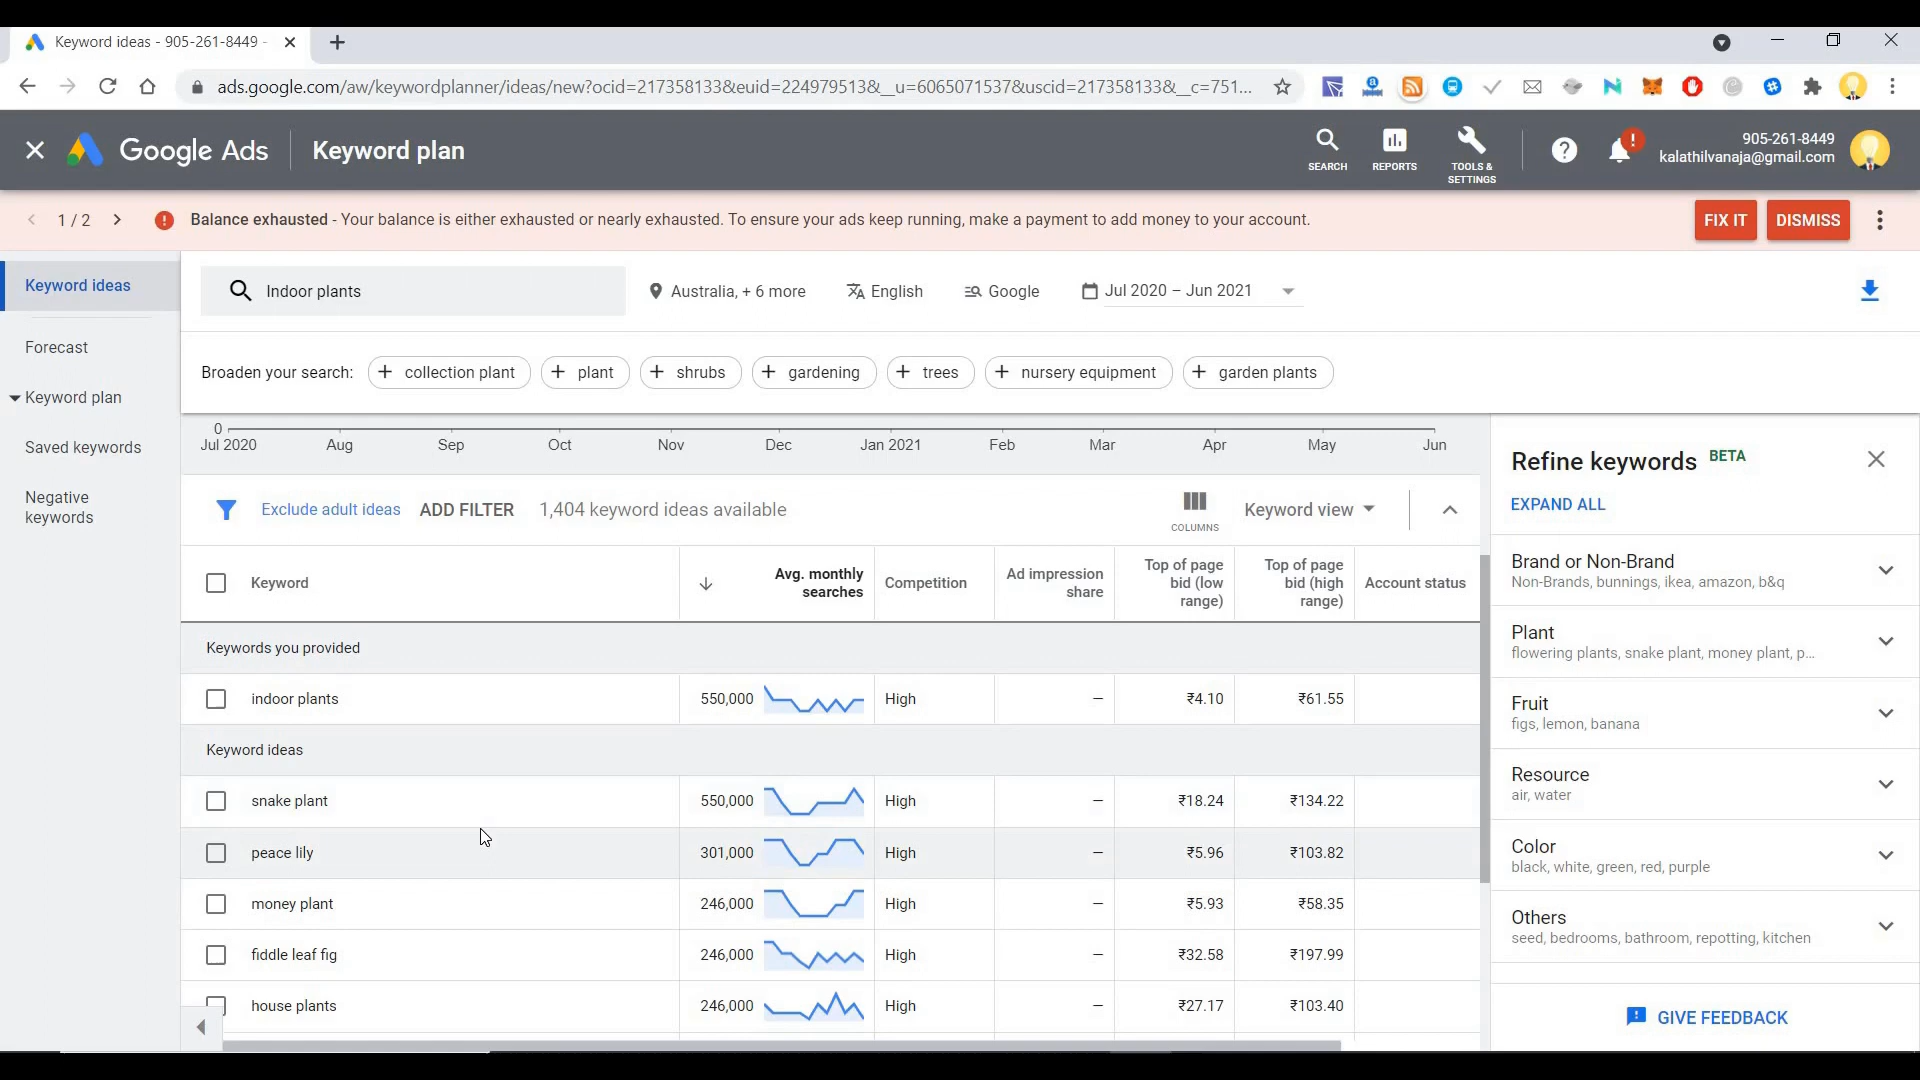 Keyword ideas - 905-261-8449 -
ads.google.com/aw/keywordplanner/ideas/new?ocid=217358133&euid=224979513&__u=6065071537&uscid=217358133&__c=751...
Google Ads
Keyword plan
SEARCH
REPORTS
TOOLS &
SETTINGS
905-261-8449
kalathilvanaja@gmail.com
1 / 2
Balance exhausted - Your balance is either exhausted or nearly exhausted. To ensure your ads keep running, make a payment to add money to your account.
FIX IT
DISMISS
Keyword ideas
Forecast
Keyword plan
Saved keywords
Negative
keywords
Indoor plants
Australia, + 6 more
English
Google
Jul 2020 – Jun 2021
Broaden your search:
+ collection plant
+ plant
+ shrubs
+ gardening
+ trees
+ nursery equipment
+ garden plants
0
Jul 2020 Aug Sep Oct Nov Dec Jan 2021 Feb Mar Apr May Jun
Exclude adult ideas
ADD FILTER
1,404 keyword ideas available
COLUMNS
Keyword view
Keyword
Avg. monthly
searches
Competition
Ad impression
share
Top of page
bid (low
range)
Top of page
bid (high
range)
Account status
Keywords you provided
indoor plants 550,000 High – ₹4.10 ₹61.55
Keyword ideas
snake plant 550,000 High – ₹18.24 ₹134.22
peace lily 301,000 High – ₹5.96 ₹103.82
money plant 246,000 High – ₹5.93 ₹58.35
fiddle leaf fig 246,000 High – ₹32.58 ₹197.99
house plants 246,000 High – ₹27.17 ₹103.40
Refine keywords BETA
EXPAND ALL
Brand or Non-Brand
Non-Brands, bunnings, ikea, amazon, b&q
Plant
flowering plants, snake plant, money plant, p...
Fruit
figs, lemon, banana
Resource
air, water
Color
black, white, green, red, purple
Others
seed, bedrooms, bathroom, repotting, kitchen
GIVE FEEDBACK